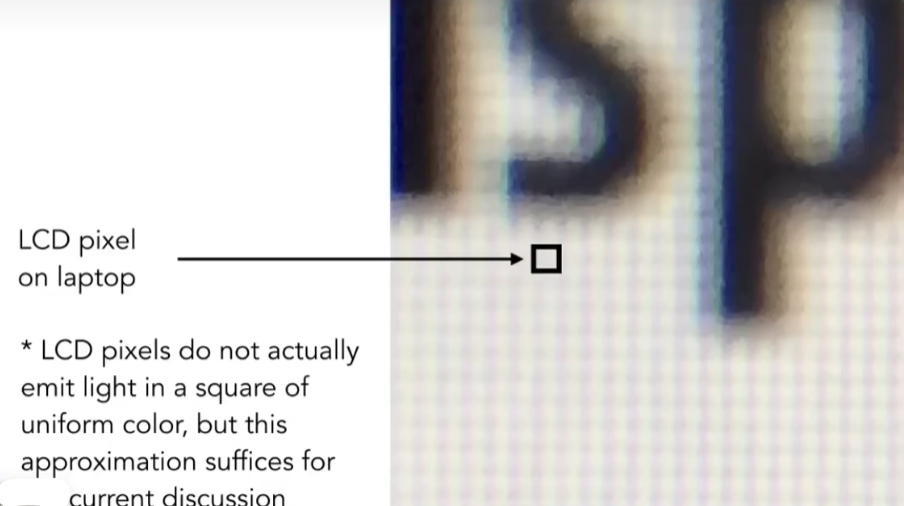 isp
LCD pixel
on laptop
* LCD pixels do not actually
emit light in a square of
uniform color, but this
approximation suffices for
current discussion